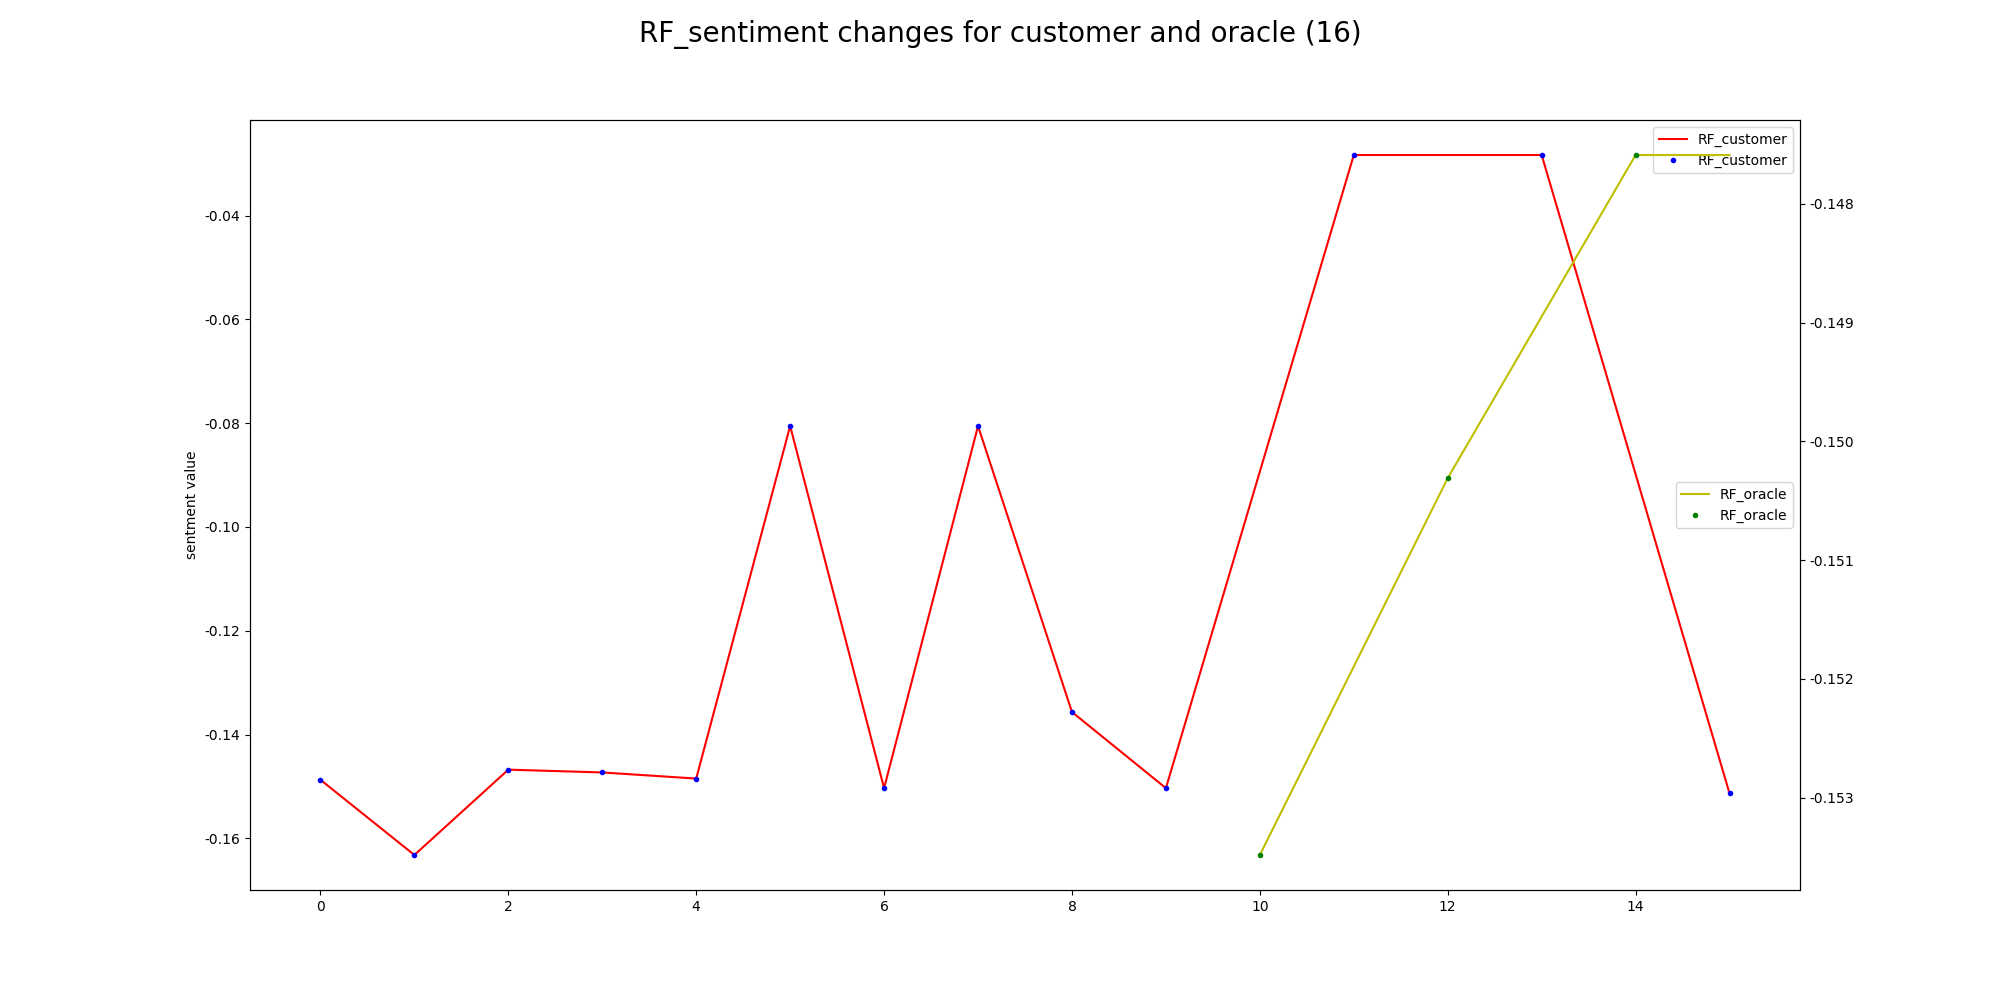 RF_sentiment changes for customer and oracle (16)
RF_customer
RF_customer
RF_oracle
RF_oracle
sentment value
-0.04
-0.06
-0.08
-0.10
-0.12
-0.14
-0.16
-0.148
-0.149
-0.150
-0.151
-0.152
-0.153
0 2 4 6 8 10 12 14